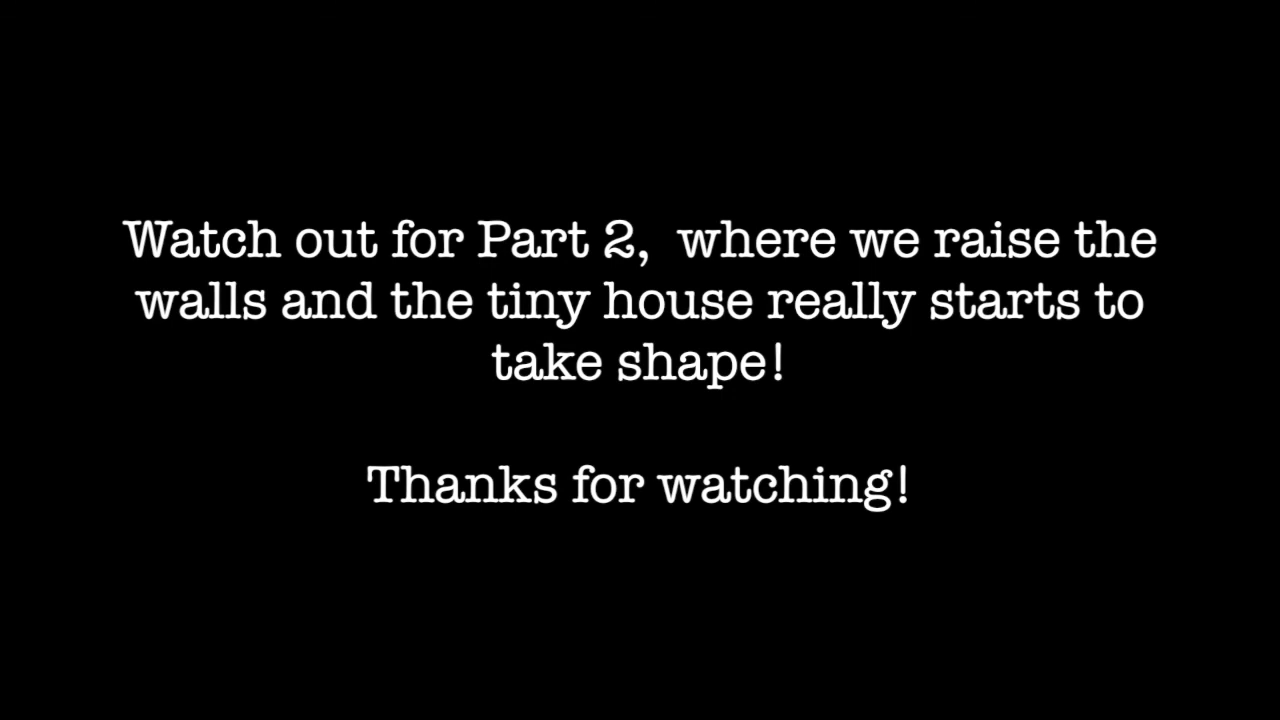 Watch out for Part 2,  where we raise the
walls and the tiny house really starts to
take shape!
Thanks for watching!